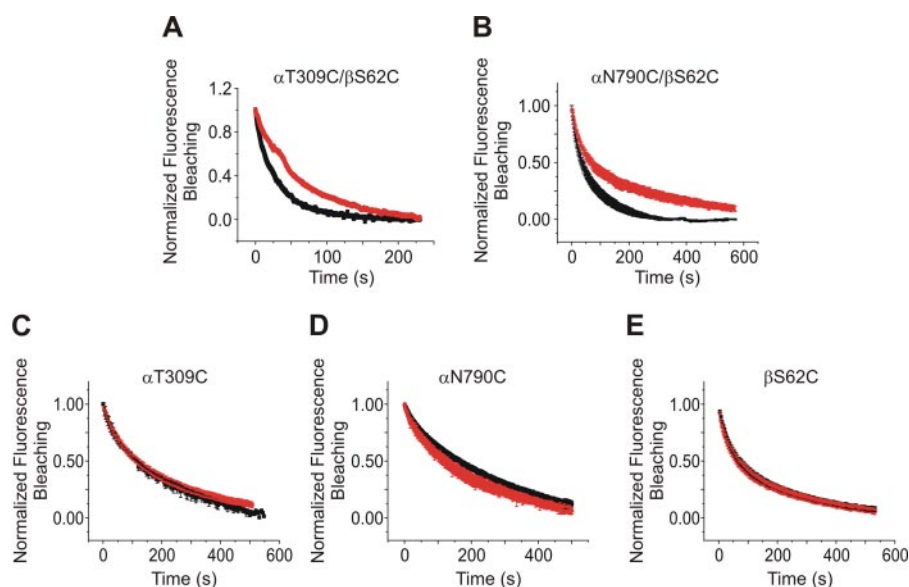 A
αT309C/βS62C
Normalized Fluorescence
Bleaching
1.2
0.8
0.4
0.0
0
100
200
Time (s)
B
αN790C/βS62C
Normalized Fluorescence
Bleaching
1.00
0.50
0.00
0
200
400
600
Time (s)
C
αT309C
Normalized Fluorescence
Bleaching
1.00
0.50
0.00
0
200
400
600
Time (s)
D
αN790C
Normalized Fluorescence
Bleaching
1.00
0.50
0.00
0
200
400
Time (s)
E
βS62C
Normalized Fluorescence
Bleaching
1.00
0.50
0.00
0
200
400
600
Time (s)